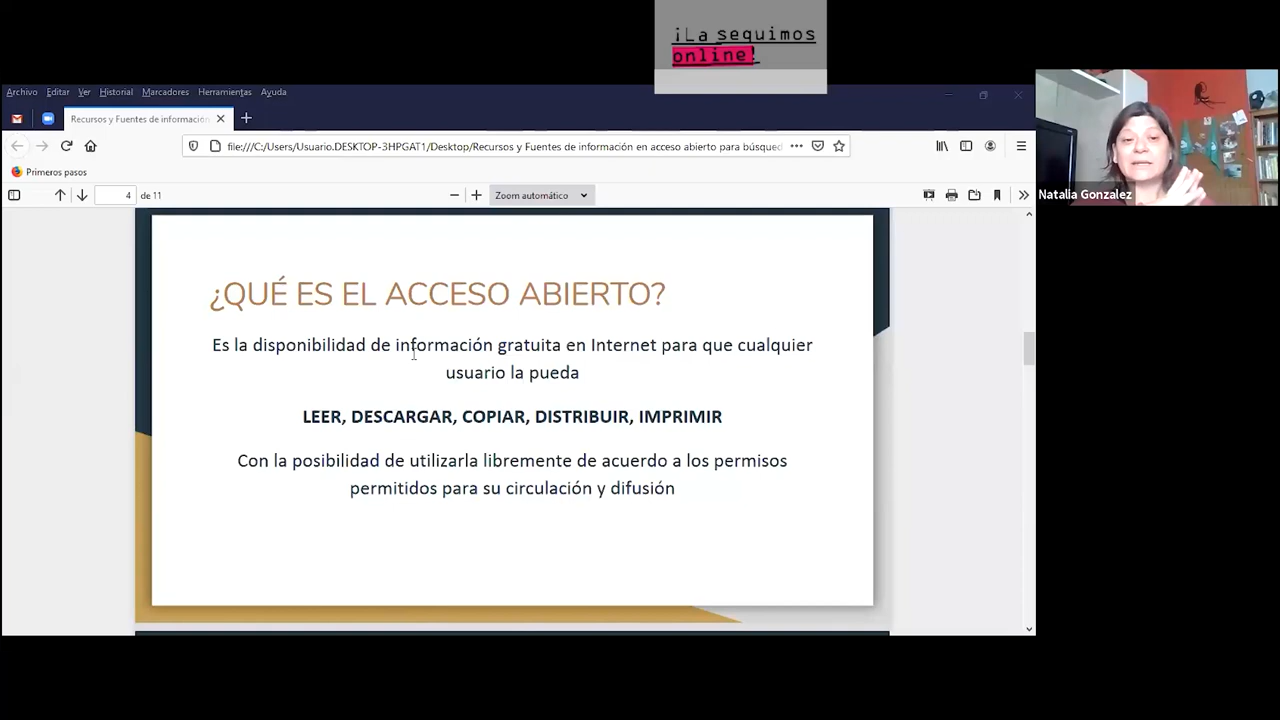 ¡La seguimos
online!
Archivo Editar Ver Historial Marcadores Herramientas Ayuda
Recursos y Fuentes de información
file:///C:/Users/Usuario.DESKTOP-3HPGAT1/Desktop/Recursos y Fuentes de información en acceso abierto para búsqued
Primeros pasos
4 de 11
Zoom automático
Natalia Gonzalez
¿QUÉ ES EL ACCESO ABIERTO?
Es la disponibilidad de información gratuita en Internet para que cualquier
usuario la pueda
LEER, DESCARGAR, COPIAR, DISTRIBUIR, IMPRIMIR
Con la posibilidad de utilizarla libremente de acuerdo a los permisos
permitidos para su circulación y difusión